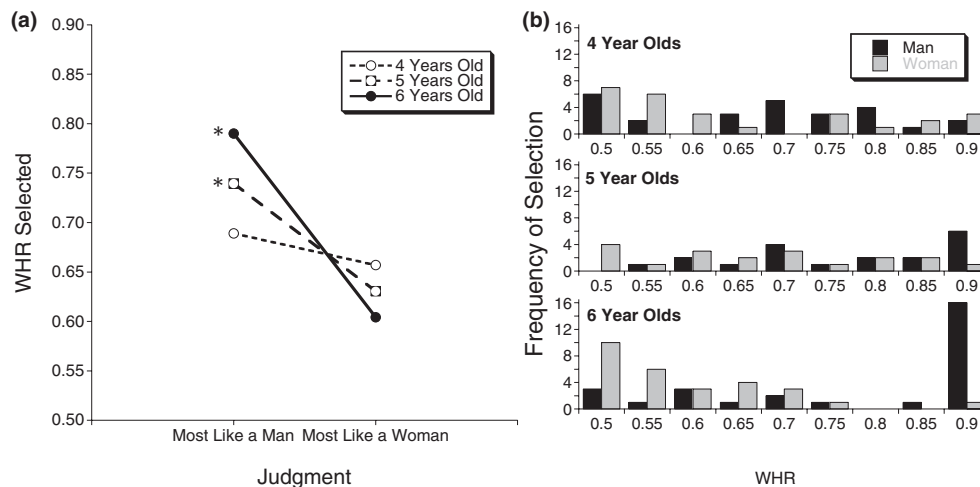 (a)
0.90
0.85
0.80
0.75
0.70
0.65
0.60
0.55
0.50
WHR Selected
4 Years Old
5 Years Old
6 Years Old
*
*
Most Like a Man Most Like a Woman
Judgment
(b)
Frequency of Selection
16
12
8
4
0
4 Year Olds
Man
Woman
0.5 0.55 0.6 0.65 0.7 0.75 0.8 0.85 0.9
16
12
8
4
0
5 Year Olds
0.5 0.55 0.6 0.65 0.7 0.75 0.8 0.85 0.9
16
12
8
4
0
6 Year Olds
0.5 0.55 0.6 0.65 0.7 0.75 0.8 0.85 0.9
WHR